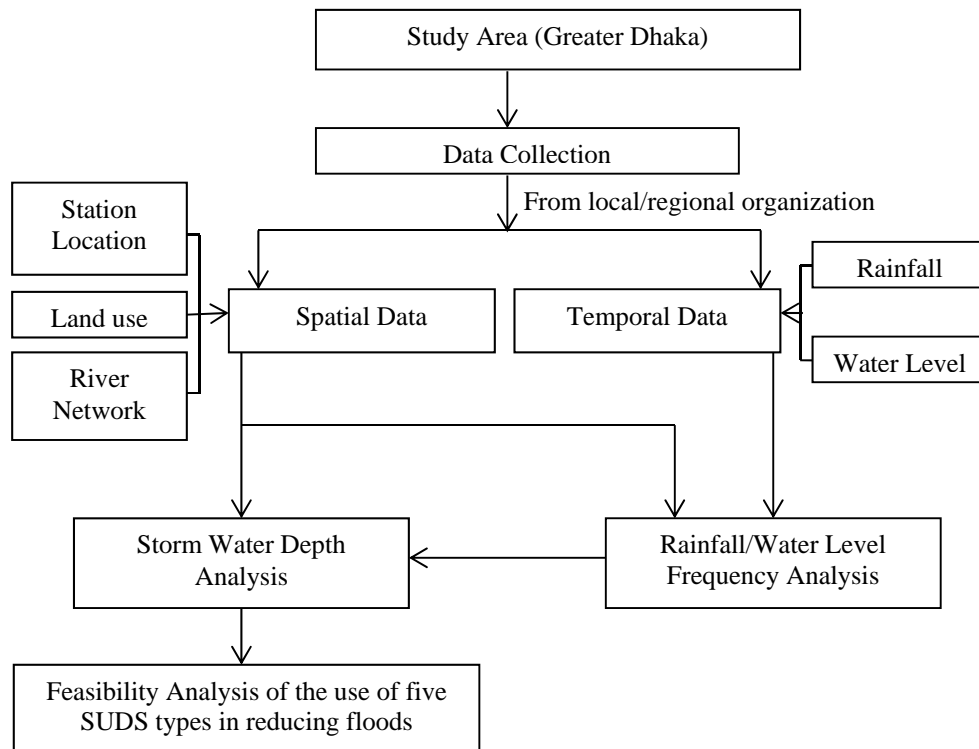 Study Area (Greater Dhaka)
Data Collection
From local/regional organization
Station
Location
Land use
River
Network
Spatial Data
Temporal Data
Rainfall
Water Level
Storm Water Depth
Analysis
Rainfall/Water Level
Frequency Analysis
Feasibility Analysis of the use of five
SUDS types in reducing floods